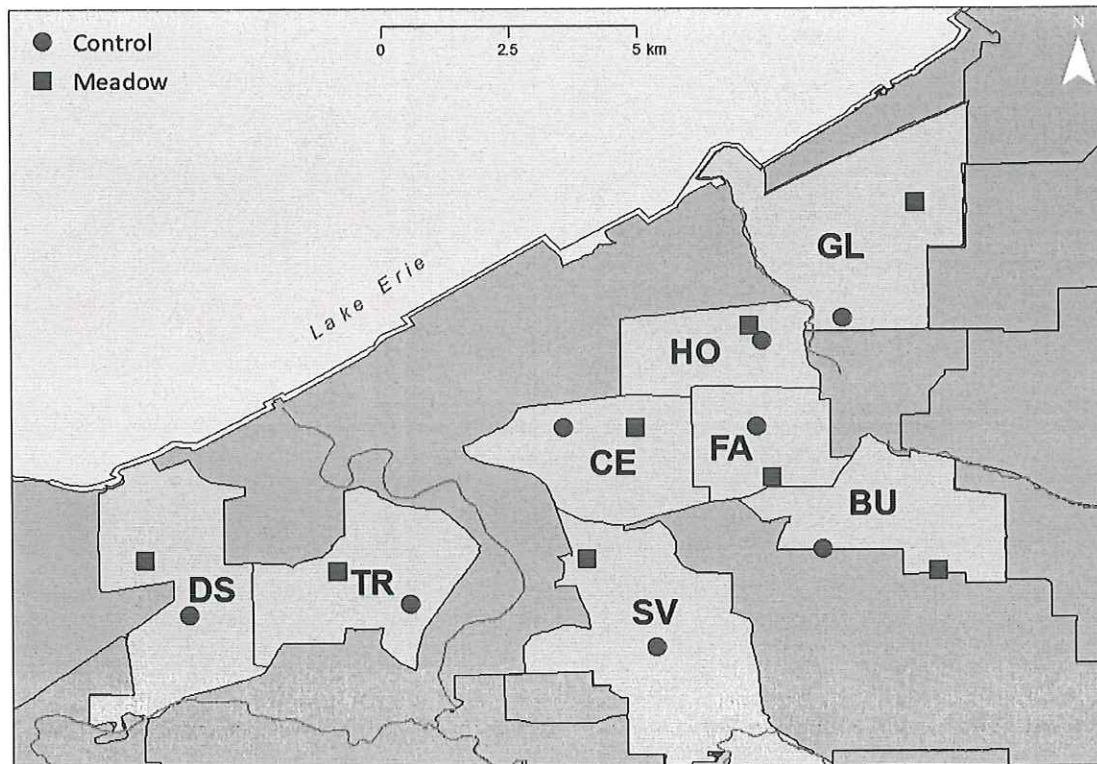 Control
Meadow
0 2.5 5 km
N
Lake Erie
GL
HO
CE
FA
BU
DS
TR
SV